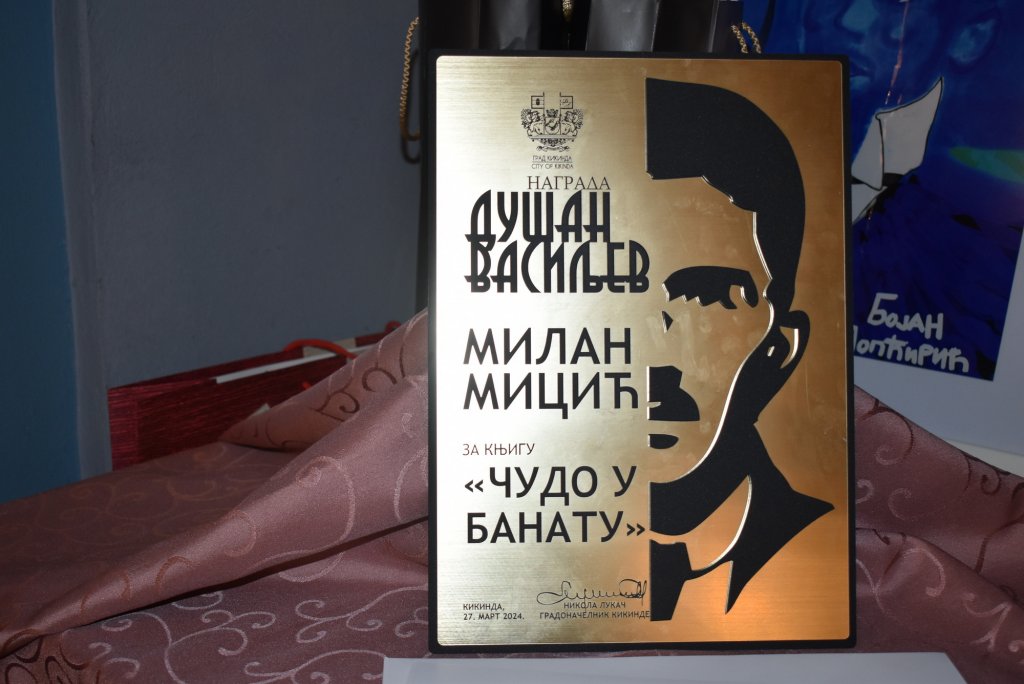 ГРАД КИКИНДА
CITY OF KIKINDA
НАГРАДА
ДУШАН
ВАСИЉЕВ
МИЛАН
МИЦИЋ
ЗА КЊИГУ
«ЧУДО У
БАНАТУ»
КИКИНДА,
27. МАРТ 2024.
НИКОЛА ЛУКАЧ
ГРАДОНАЧЕЛНИК КИКИНДЕ
БОЈАН